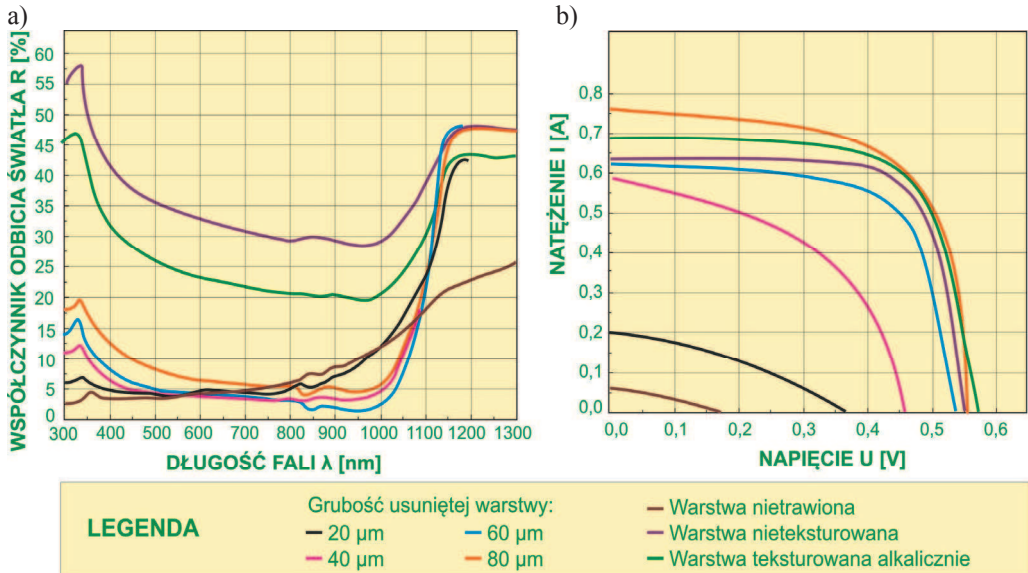 a)
WSPÓŁCZYNNIK ODBICIA ŚWIATŁA R [%]
60
55
50
45
40
35
30
25
20
15
10
5
0
300 400 500 600 700 800 900 1000 1100 1200 1300
DŁUGOŚĆ FALI λ [nm]
b)
NATĘŻENIE I [A]
0,8
0,7
0,6
0,5
0,4
0,3
0,2
0,1
0,0
0,0 0,1 0,2 0,3 0,4 0,5 0,6
NAPIĘCIE U [V]
LEGENDA
Grubość usuniętej warstwy:
20 µm
40 µm
60 µm
80 µm
Warstwa nietrawiona
Warstwa nieteksturowana
Warstwa teksturowana alkalicznie